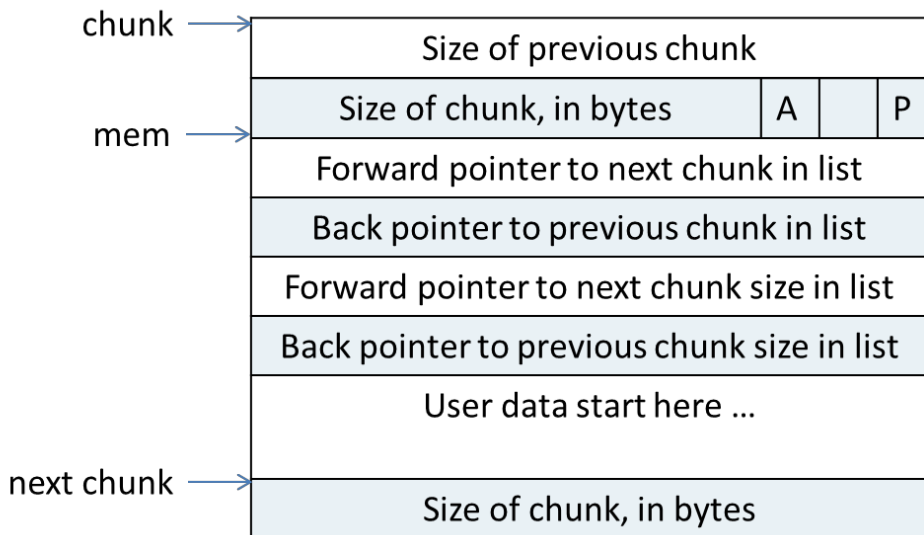 chunk
Size of previous chunk
Size of chunk, in bytes A P
mem
Forward pointer to next chunk in list
Back pointer to previous chunk in list
Forward pointer to next chunk size in list
Back pointer to previous chunk size in list
User data start here ...
next chunk
Size of chunk, in bytes